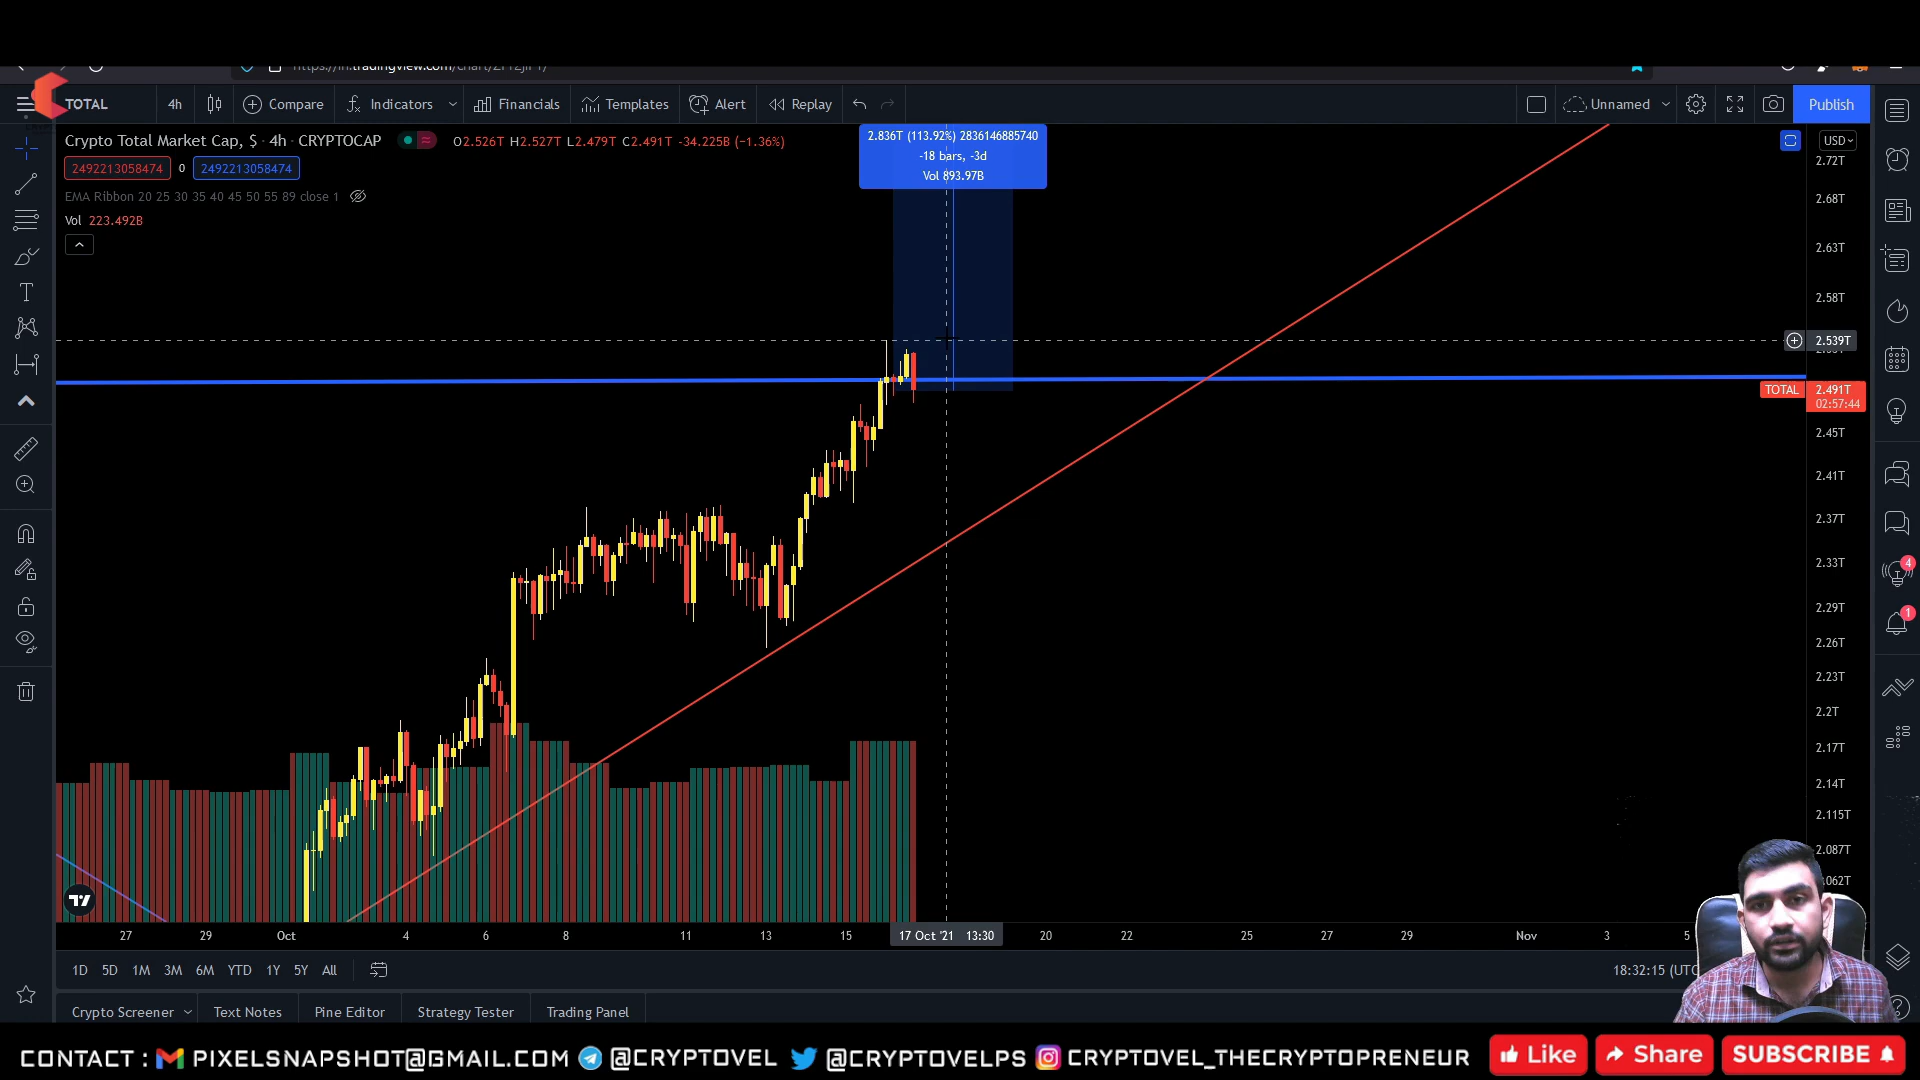 TOTAL 4h Compare Indicators Financials Templates Alert Replay Unnamed Publish
Crypto Total Market Cap, $ · 4h · CRYPTOCAP O2.526T H2.527T L2.479T C2.491T -34.225B (−1.36%)
2492213058474 0 2492213058474
EMA Ribbon 20 25 30 35 40 45 50 55 89 close 1
Vol 223.492B
2.836T (113.92%) 2836146885740
-18 bars, -3d
Vol 893.97B
USD
2.72T
2.68T
2.63T
2.58T
2.539T
TOTAL 2.491T
02:57:44
2.45T
2.41T
2.37T
2.33T
2.29T
2.26T
2.23T
2.2T
2.17T
2.14T
2.115T
2.087T
4
1
27 29 Oct 4 6 8 11 13 15 17 Oct '21 13:30 20 22 25 27 29 Nov 3 5
1D 5D 1M 3M 6M YTD 1Y 5Y All 18:32:15 (UTC
Crypto Screener Text Notes Pine Editor Strategy Tester Trading Panel
CONTACT : PIXELSNAPSHOT@GMAIL.COM @CRYPTOVEL @CRYPTOVELPS CRYPTOVEL_THECRYPTOPRENEUR Like Share SUBSCRIBE